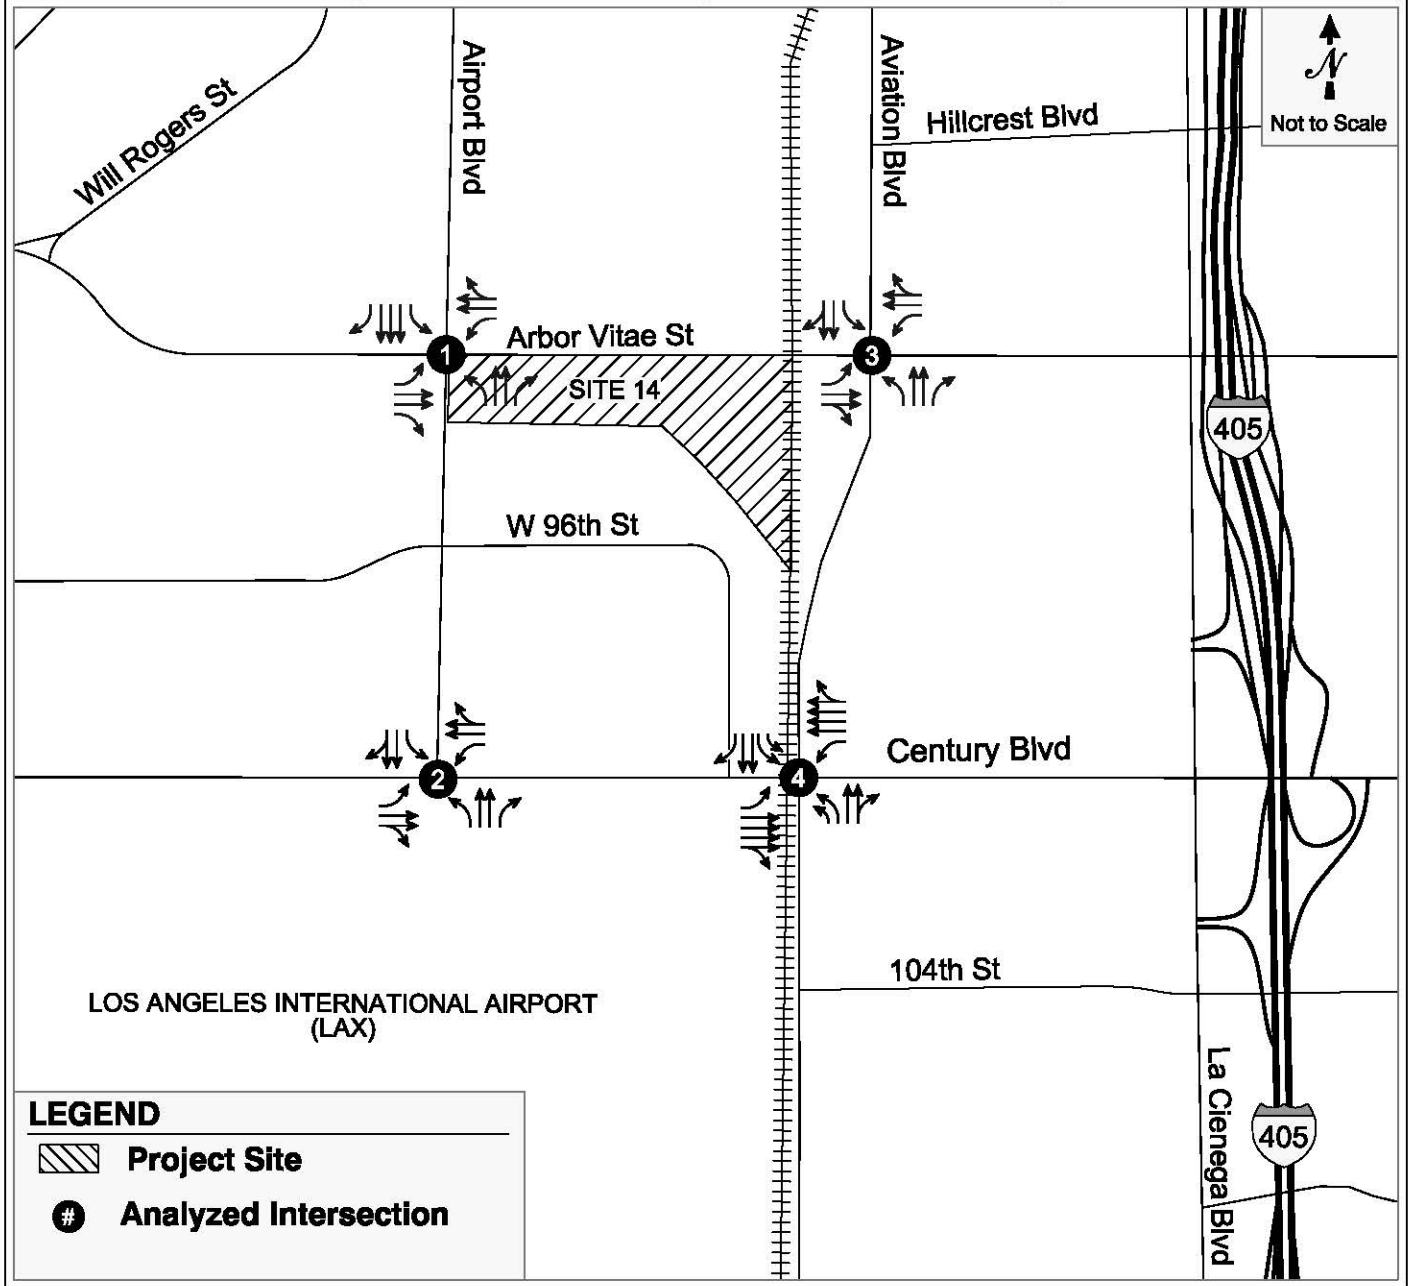 Will Rogers St
Airport Blvd
Aviation Blvd
Hillcrest Blvd
N
Not to Scale
1
Arbor Vitae St
3
SITE 14
405
W 96th St
2
4
Century Blvd
104th St
LOS ANGELES INTERNATIONAL AIRPORT
(LAX)
La Cienega Blvd
405
LEGEND
Project Site
#
Analyzed Intersection